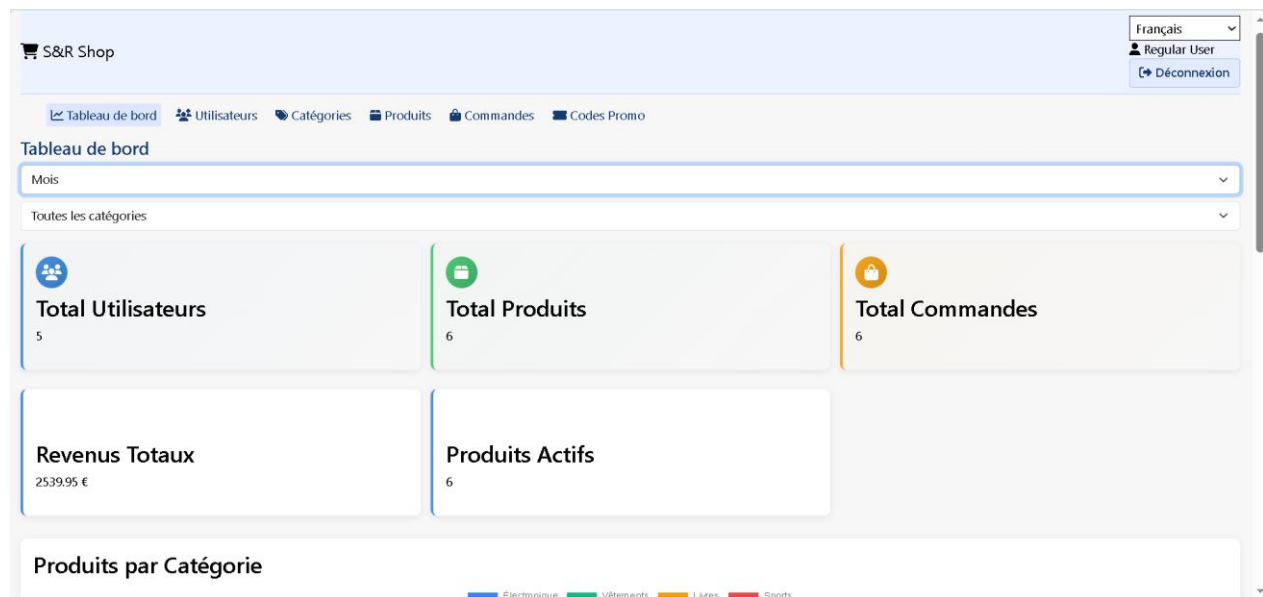 Français
S&R Shop
Regular User
Déconnexion
Tableau de bord Utilisateurs Catégories Produits Commandes Codes Promo
Tableau de bord
Mois
Toutes les catégories
Total Utilisateurs
5
Total Produits
6
Total Commandes
6
Revenus Totaux
2539.95 €
Produits Actifs
6
Produits par Catégorie
Électronique Vêtements Livres Sports